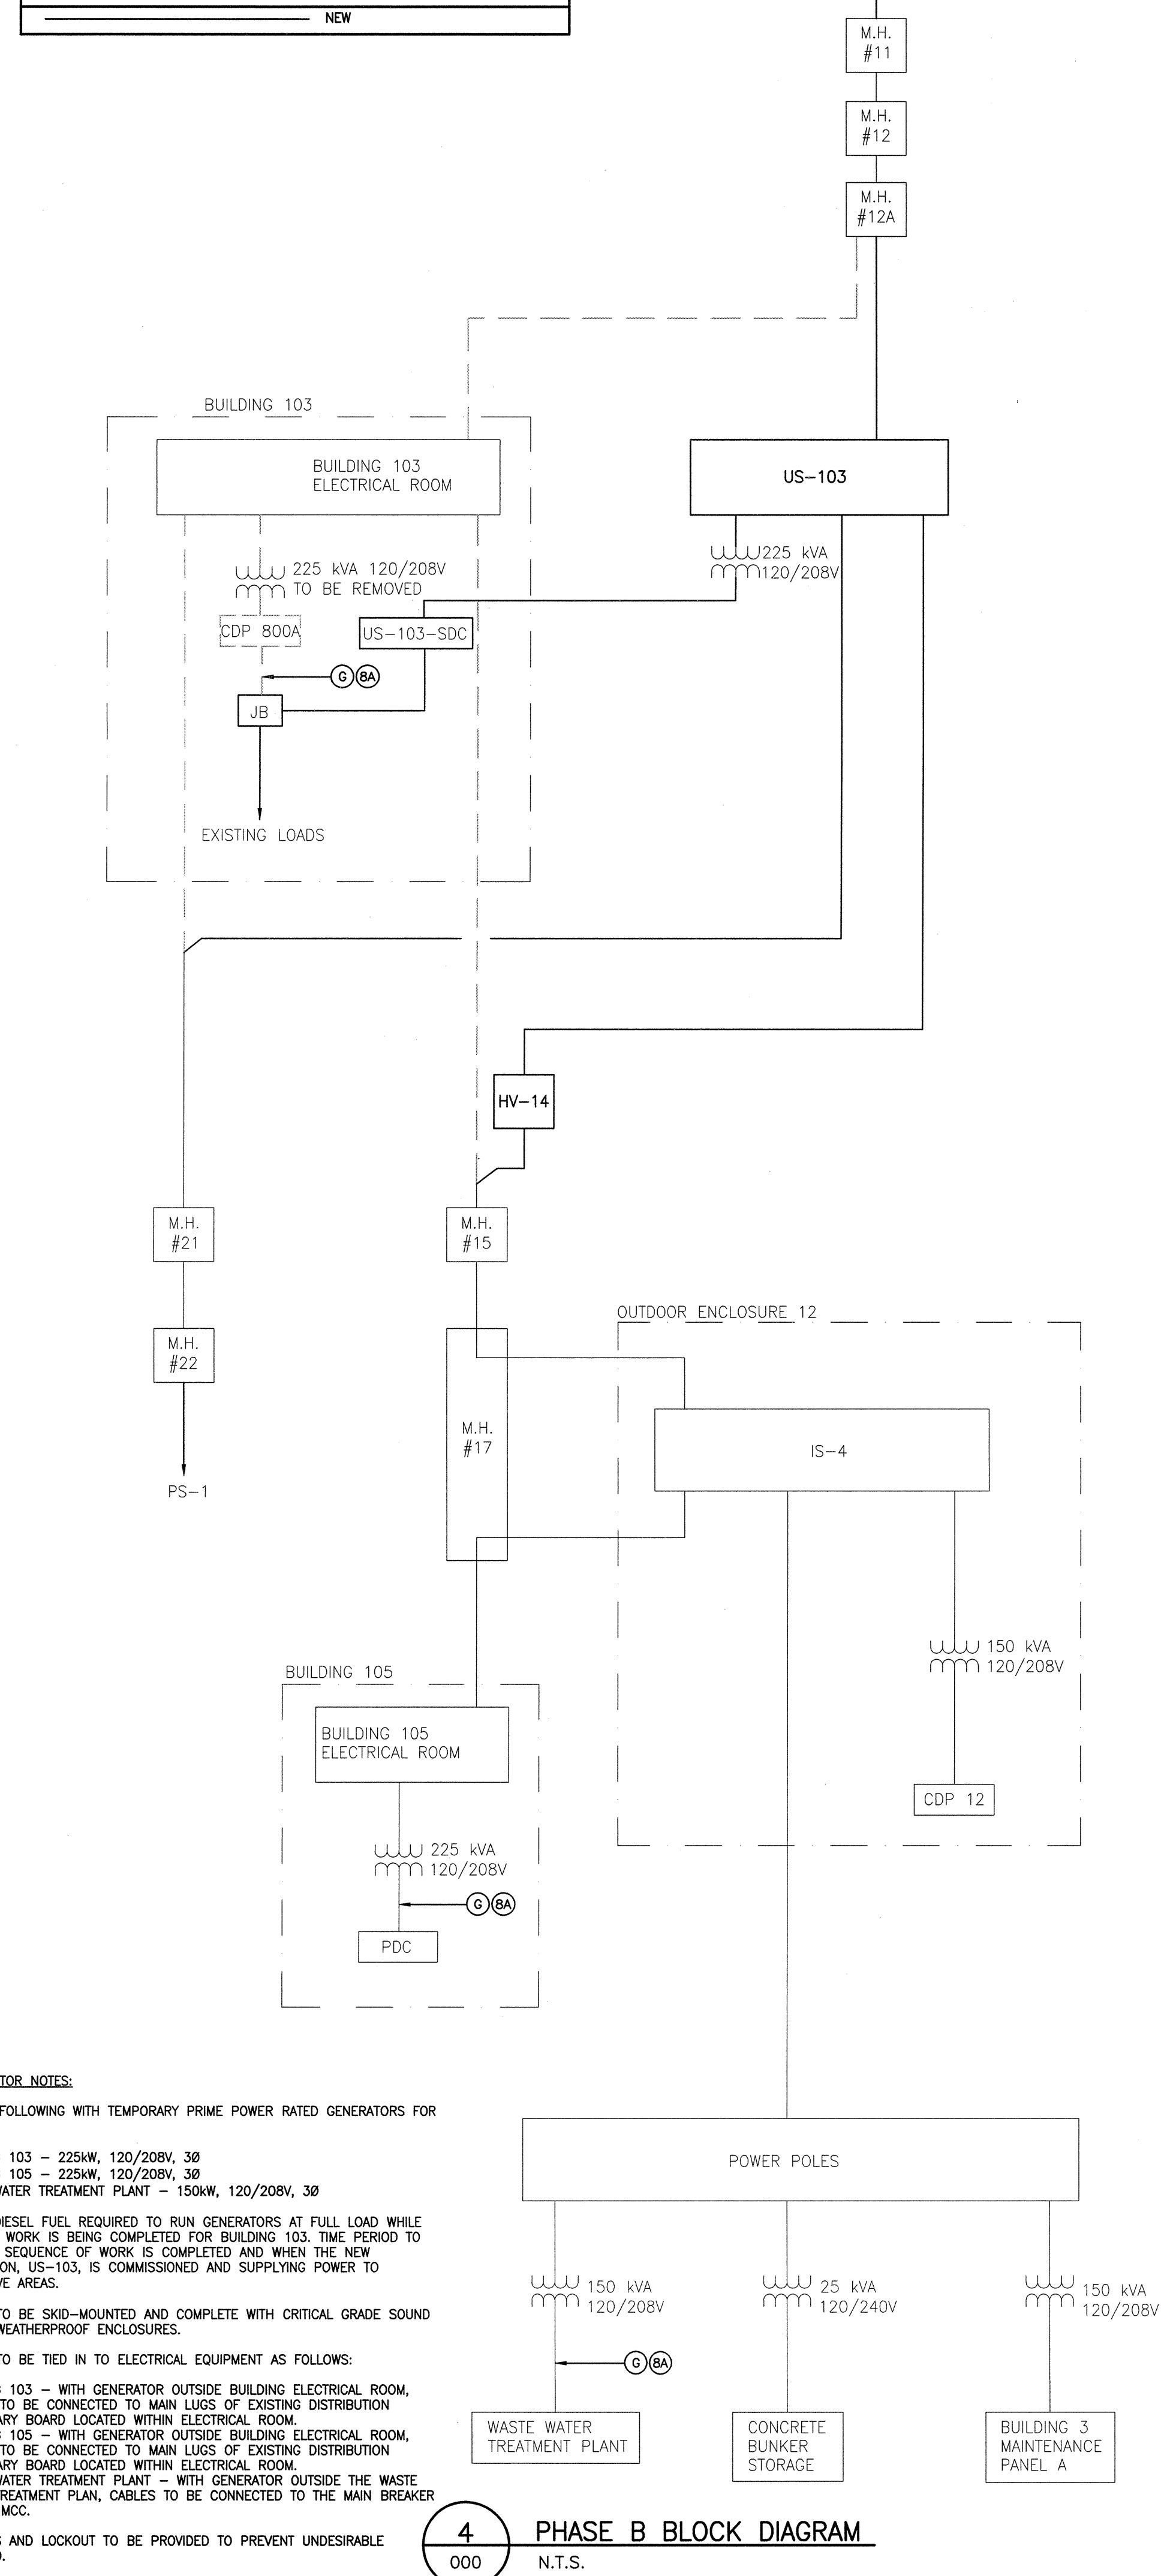 NEW
M.H.
#11
M.H.
#12
M.H.
#12A
BUILDING 103
BUILDING 103
ELECTRICAL ROOM
US-103
225 kVA 120/208V
TO BE REMOVED
225 kVA
120/208V
CDP 800A
US-103-SDC
G 8A
JB
EXISTING LOADS
HV-14
M.H.
#21
M.H.
#15
M.H.
#22
PS-1
M.H.
#17
OUTDOOR ENCLOSURE 12
IS-4
150 kVA
120/208V
CDP 12
BUILDING 105
BUILDING 105
ELECTRICAL ROOM
225 kVA
120/208V
G 8A
PDC
POWER POLES
150 kVA
120/208V
25 kVA
120/240V
150 kVA
120/208V
G 8A
WASTE WATER
TREATMENT PLANT
CONCRETE
BUNKER
STORAGE
BUILDING 3
MAINTENANCE
PANEL A
TOR NOTES:
FOLLOWING WITH TEMPORARY PRIME POWER RATED GENERATORS FOR
103 - 225kW, 120/208V, 3Ø
105 - 225kW, 120/208V, 3Ø
WATER TREATMENT PLANT - 150kW, 120/208V, 3Ø
DIESEL FUEL REQUIRED TO RUN GENERATORS AT FULL LOAD WHILE
WORK IS BEING COMPLETED FOR BUILDING 103. TIME PERIOD TO
SEQUENCE OF WORK IS COMPLETED AND WHEN THE NEW
ON, US-103, IS COMMISSIONED AND SUPPLYING POWER TO
VE AREAS.
TO BE SKID-MOUNTED AND COMPLETE WITH CRITICAL GRADE SOUND
WEATHERPROOF ENCLOSURES.
TO BE TIED IN TO ELECTRICAL EQUIPMENT AS FOLLOWS:
103 - WITH GENERATOR OUTSIDE BUILDING ELECTRICAL ROOM,
TO BE CONNECTED TO MAIN LUGS OF EXISTING DISTRIBUTION
ARY BOARD LOCATED WITHIN ELECTRICAL ROOM.
105 - WITH GENERATOR OUTSIDE BUILDING ELECTRICAL ROOM,
TO BE CONNECTED TO MAIN LUGS OF EXISTING DISTRIBUTION
ARY BOARD LOCATED WITHIN ELECTRICAL ROOM.
WATER TREATMENT PLANT - WITH GENERATOR OUTSIDE THE WASTE
TREATMENT PLAN, CABLES TO BE CONNECTED TO THE MAIN BREAKER
MCC.
AND LOCKOUT TO BE PROVIDED TO PREVENT UNDESIRABLE
4
000
PHASE B BLOCK DIAGRAM
N.T.S.